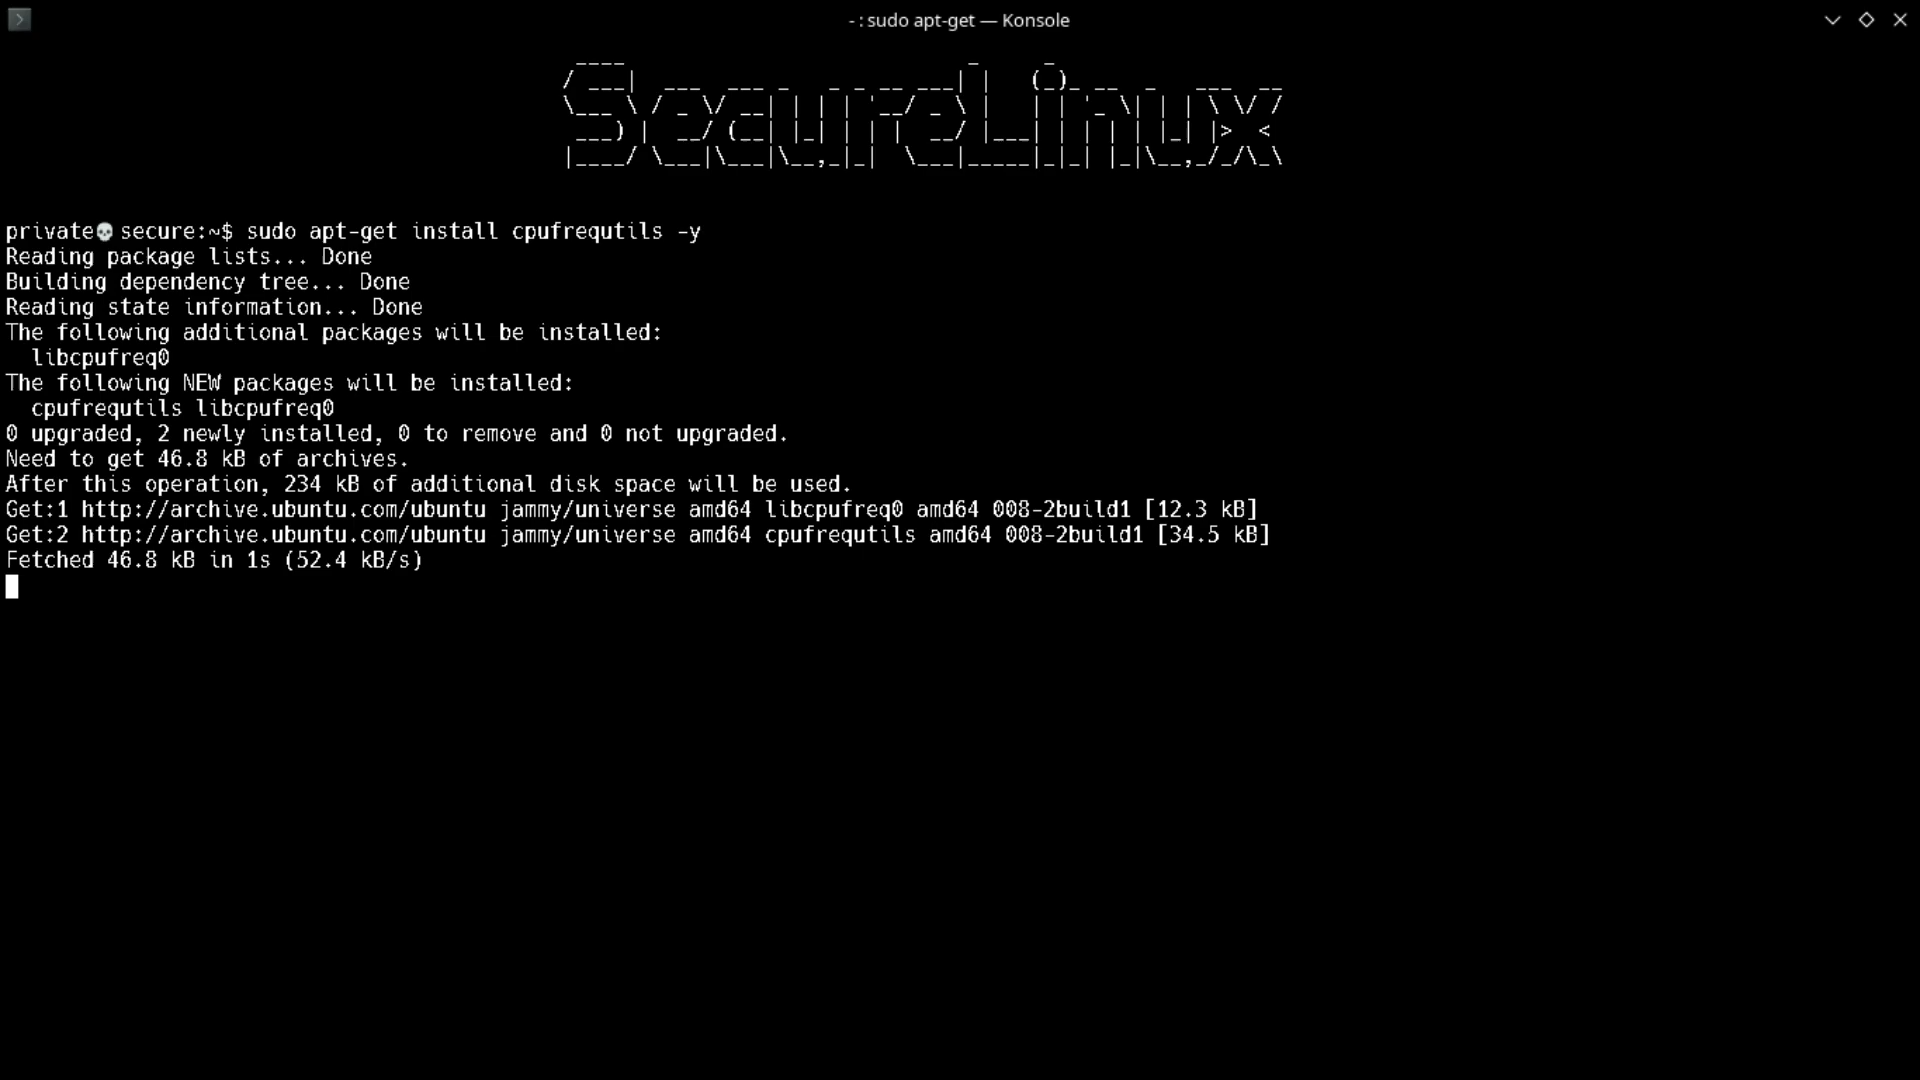 - : sudo apt-get — Konsole
SecureLinux
private💀secure:~$ sudo apt-get install cpufrequtils -y
Reading package lists... Done
Building dependency tree... Done
Reading state information... Done
The following additional packages will be installed:
  libcpufreq0
The following NEW packages will be installed:
  cpufrequtils libcpufreq0
0 upgraded, 2 newly installed, 0 to remove and 0 not upgraded.
Need to get 46.8 kB of archives.
After this operation, 234 kB of additional disk space will be used.
Get:1 http://archive.ubuntu.com/ubuntu jammy/universe amd64 libcpufreq0 amd64 008-2build1 [12.3 kB]
Get:2 http://archive.ubuntu.com/ubuntu jammy/universe amd64 cpufrequtils amd64 008-2build1 [34.5 kB]
Fetched 46.8 kB in 1s (52.4 kB/s)